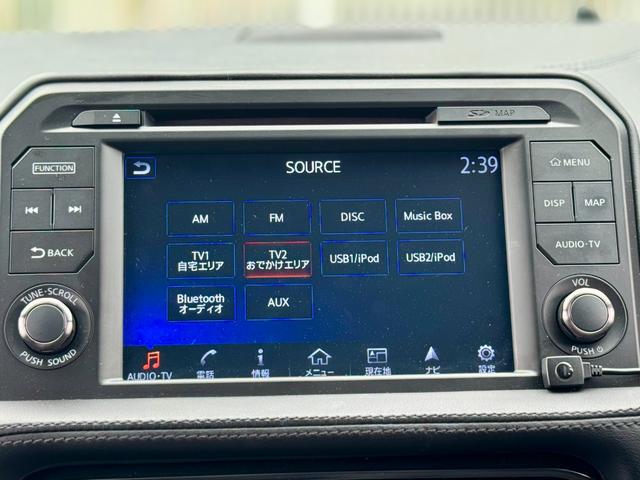 SD MAP
FUNCTION
BACK
TUNE·SCROLL
PUSH SOUND
SOURCE
2:39
AM
FM
DISC
Music Box
TV1
自宅エリア
TV2
おでかけエリア
USB1/iPod
USB2/iPod
Bluetooth
オーディオ
AUX
AUDIO·TV
電話
情報
メニュー
現在地
ナビ
設定
MENU
DISP
MAP
AUDIO·TV
VOL
PUSH